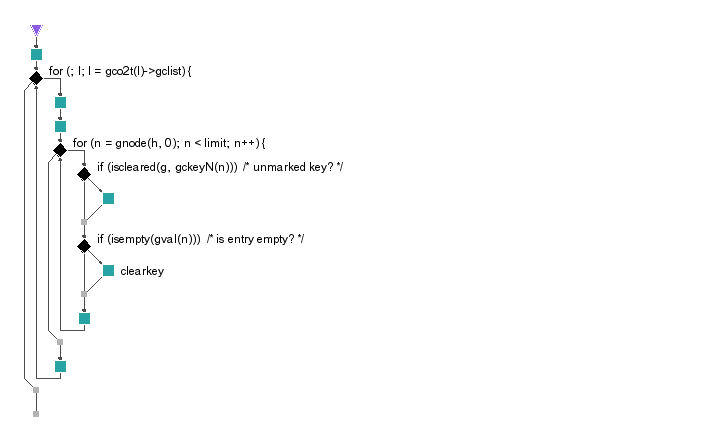 for (; l; l = gco2t(l)->gclist) {
for (n = gnode(h, 0); n < limit; n++) {
if (iscleared(g, gckeyN(n))) /* unmarked key? */
if (isempty(gval(n))) /* is entry empty? */
clearkey